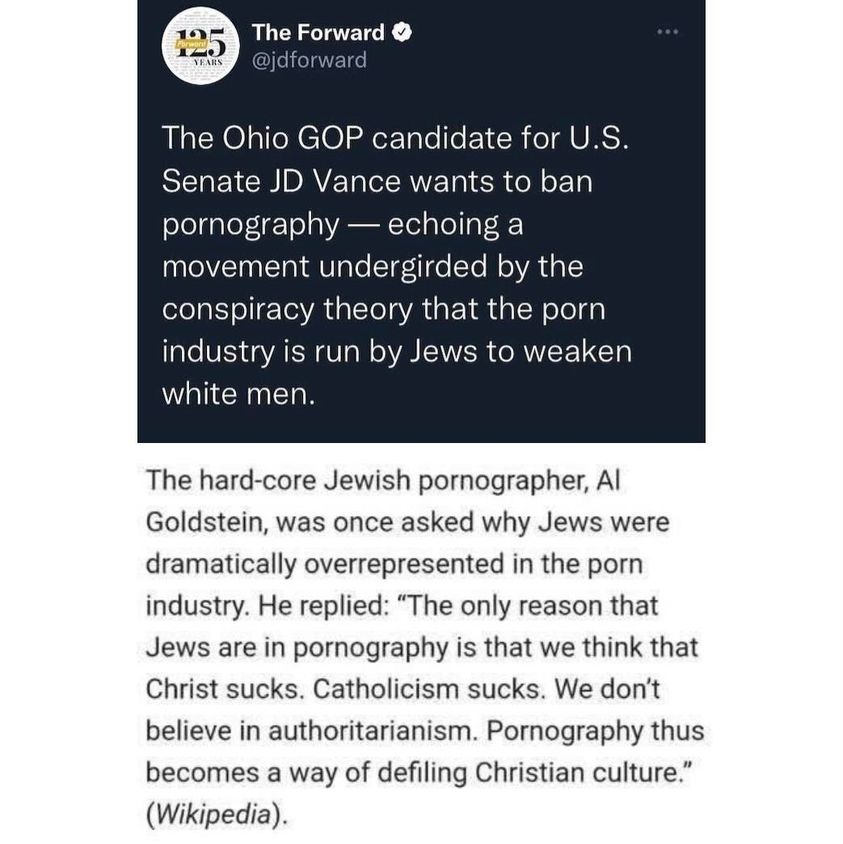 125
Forward
YEARS
The Forward
@jdforward
The Ohio GOP candidate for U.S.
Senate JD Vance wants to ban
pornography — echoing a
movement undergirded by the
conspiracy theory that the porn
industry is run by Jews to weaken
white men.
The hard-core Jewish pornographer, Al
Goldstein, was once asked why Jews were
dramatically overrepresented in the porn
industry. He replied: “The only reason that
Jews are in pornography is that we think that
Christ sucks. Catholicism sucks. We don’t
believe in authoritarianism. Pornography thus
becomes a way of defiling Christian culture.”
(Wikipedia).